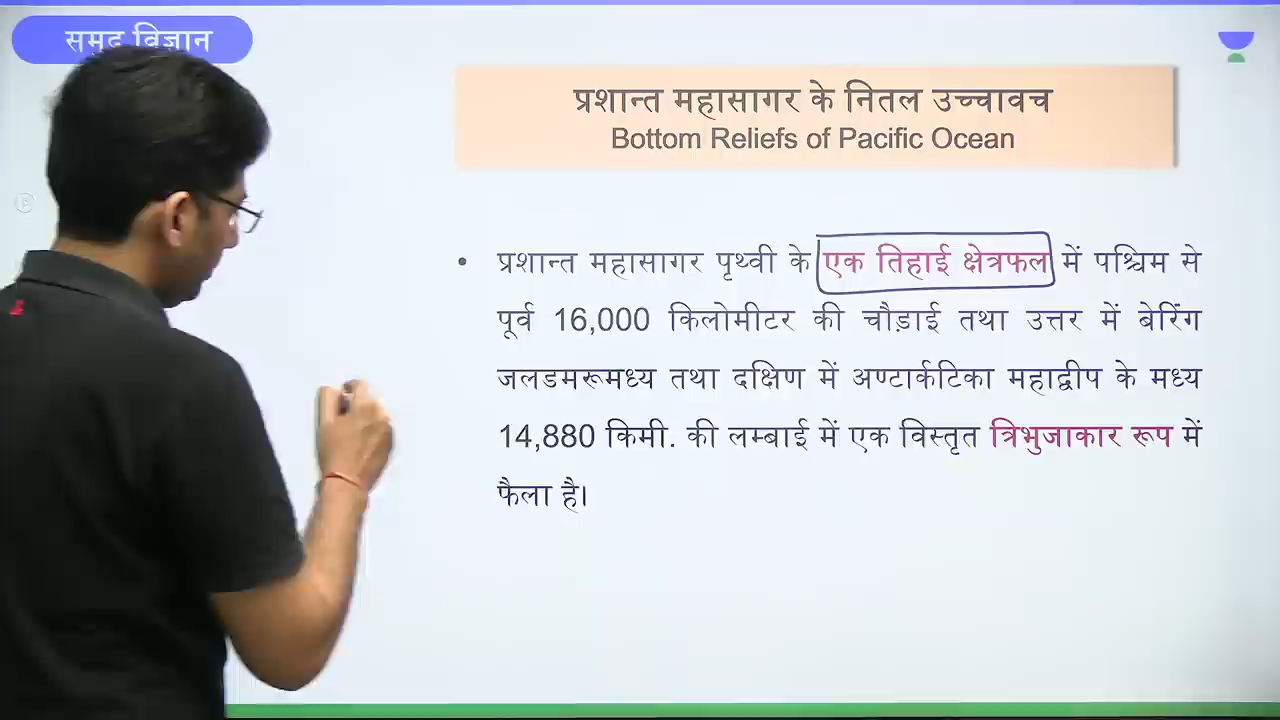 समुद्र विज्ञान
प्रशान्त महासागर के नितल उच्चावच
Bottom Reliefs of Pacific Ocean
• प्रशान्त महासागर पृथ्वी के एक तिहाई क्षेत्रफल में पश्चिम से
पूर्व 16,000 किलोमीटर की चौड़ाई तथा उत्तर में बेरिंग
जलडमरूमध्य तथा दक्षिण में अण्टार्कटिका महाद्वीप के मध्य
14,880 किमी. की लम्बाई में एक विस्तृत त्रिभुजाकार रूप में
फैला है।